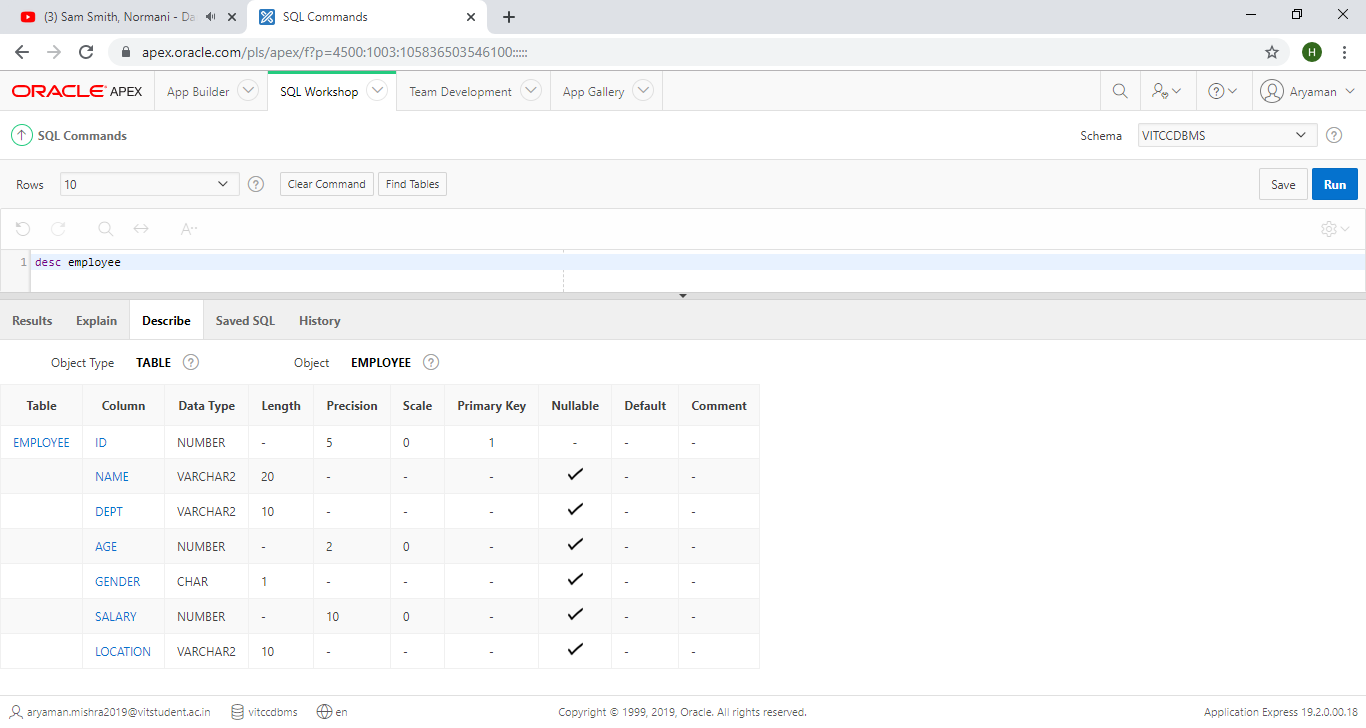 (3) Sam Smith, Normani - Da
SQL Commands
apex.oracle.com/pls/apex/f?p=4500:1003:105836503546100:::::
H
ORACLE APEX App Builder SQL Workshop Team Development App Gallery Aryaman
SQL Commands Schema VITCCDBMS
Rows 10 Clear Command Find Tables Save Run
A··
1 desc employee
Results Explain Describe Saved SQL History
Object Type TABLE Object EMPLOYEE
Table Column Data Type Length Precision Scale Primary Key Nullable Default Comment
EMPLOYEE ID NUMBER - 5 0 1 - - -
NAME VARCHAR2 20 - - - ✓ - -
DEPT VARCHAR2 10 - - - ✓ - -
AGE NUMBER - 2 0 - ✓ - -
GENDER CHAR 1 - - - ✓ - -
SALARY NUMBER - 10 0 - ✓ - -
LOCATION VARCHAR2 10 - - - ✓ - -
aryaman.mishra2019@vitstudent.ac.in vitccdbms en Copyright © 1999, 2019, Oracle. All rights reserved. Application Express 19.2.0.00.18